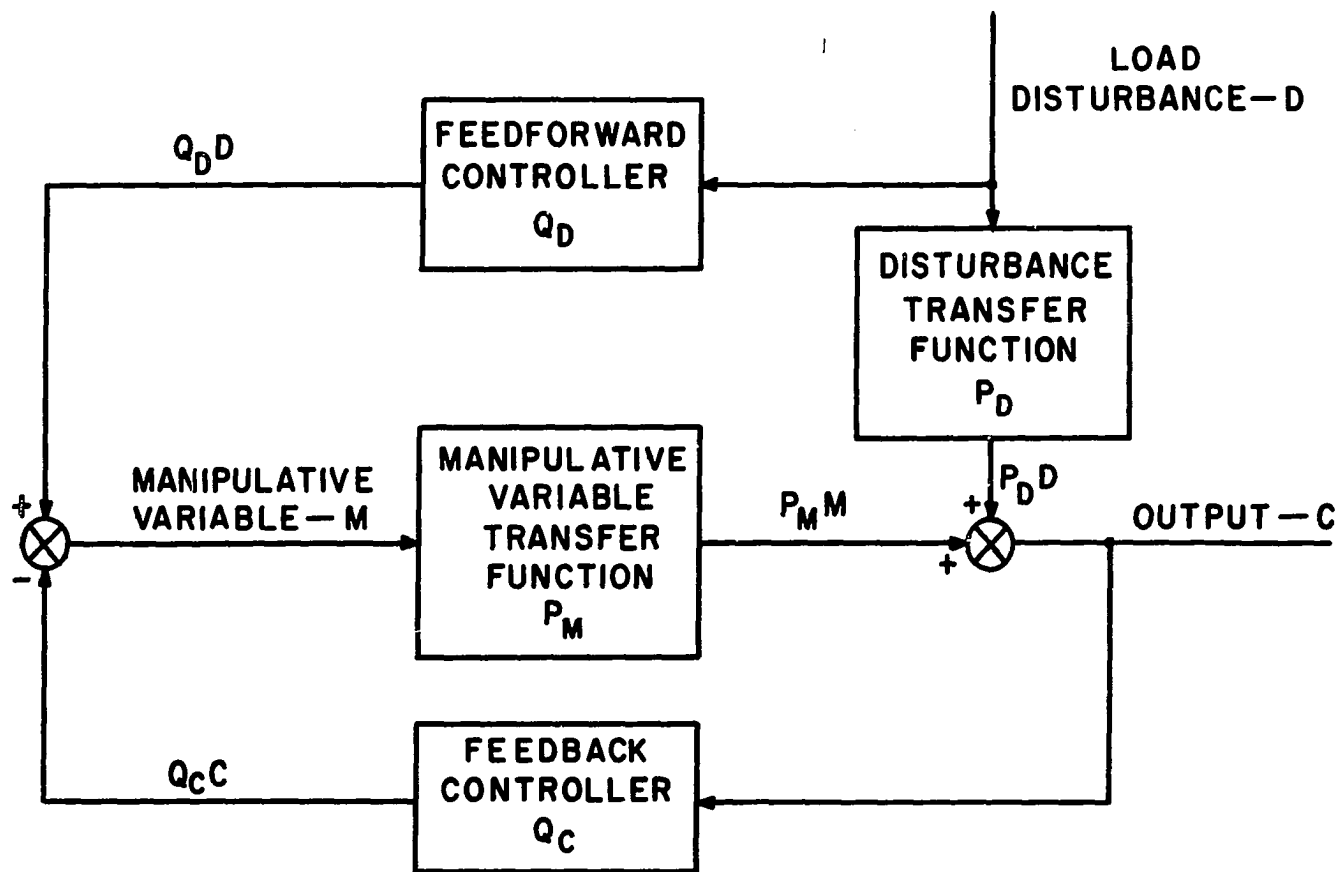 LOAD
DISTURBANCE—D
FEEDFORWARD
CONTROLLER
Q_D
Q_D D
DISTURBANCE
TRANSFER
FUNCTION
P_D
P_D D
MANIPULATIVE
VARIABLE—M
MANIPULATIVE
VARIABLE
TRANSFER
FUNCTION
P_M
P_M M
OUTPUT—C
+
-
+
+
FEEDBACK
CONTROLLER
Q_C
Q_C C